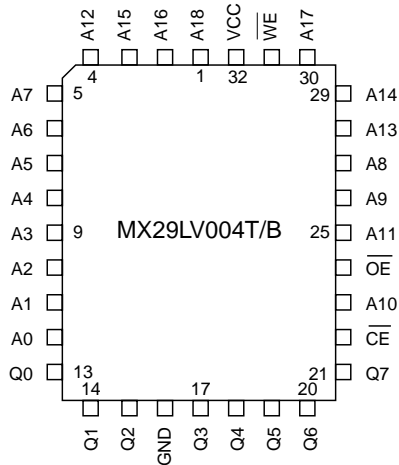 A12 A15 A16 A18 VCC WE A17
4 1 32 30
A7 5 29 A14
A6 A13
A5 A8
A4 A9
A3 9 MX29LV004T/B 25 A11
A2 OE
A1 A10
A0 CE
Q0 13 21 Q7
14 17 20
Q1 Q2 GND Q3 Q4 Q5 Q6